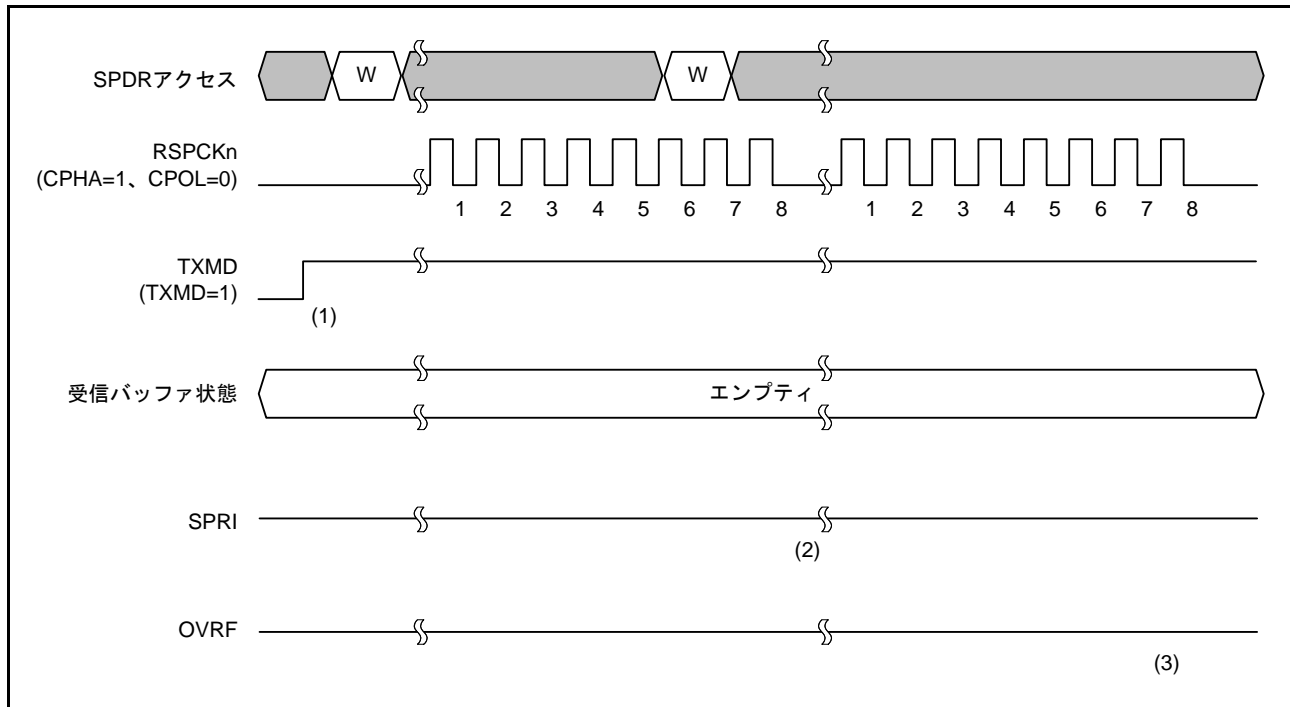 SPDRアクセス
W
W
RSPCKn
(CPHA=1、CPOL=0)
1 2 3 4 5 6 7 8
1 2 3 4 5 6 7 8
TXMD
(TXMD=1)
(1)
受信バッファ状態
エンプティ
SPRI
(2)
OVRF
(3)